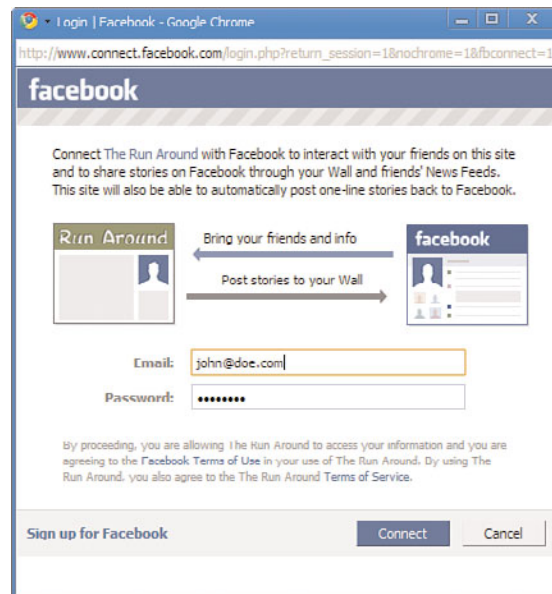 Login | Facebook - Google Chrome
http://www.connect.facebook.com/login.php?return_session=1&nochrome=1&fbconnect=1
facebook
Connect The Run Around with Facebook to interact with your friends on this site
and to share stories on Facebook through your Wall and friends' News Feeds.
This site will also be able to automatically post one-line stories back to Facebook.
Run Around
Bring your friends and info
facebook
Post stories to your Wall
Email: john@doe.com
Password: ••••••••
By proceeding, you are allowing The Run Around to access your information and you are
agreeing to the Facebook Terms of Use in your use of The Run Around. By using The
Run Around, you also agree to the The Run Around Terms of Service.
Sign up for Facebook
Connect
Cancel